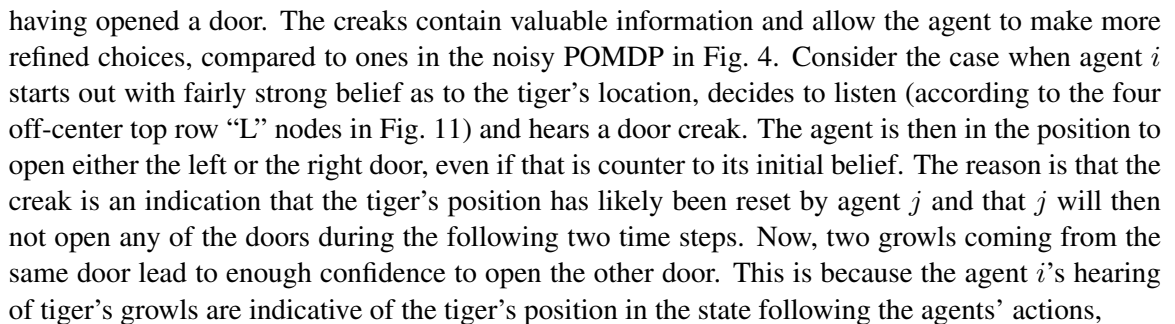 having opened a door. The creaks contain valuable information and allow the agent to make more
refined choices, compared to ones in the noisy POMDP in Fig. 4. Consider the case when agent i
starts out with fairly strong belief as to the tiger's location, decides to listen (according to the four
off-center top row “L” nodes in Fig. 11) and hears a door creak. The agent is then in the position to
open either the left or the right door, even if that is counter to its initial belief. The reason is that the
creak is an indication that the tiger's position has likely been reset by agent j and that j will then
not open any of the doors during the following two time steps. Now, two growls coming from the
same door lead to enough confidence to open the other door. This is because the agent i's hearing
of tiger's growls are indicative of the tiger's position in the state following the agents' actions,